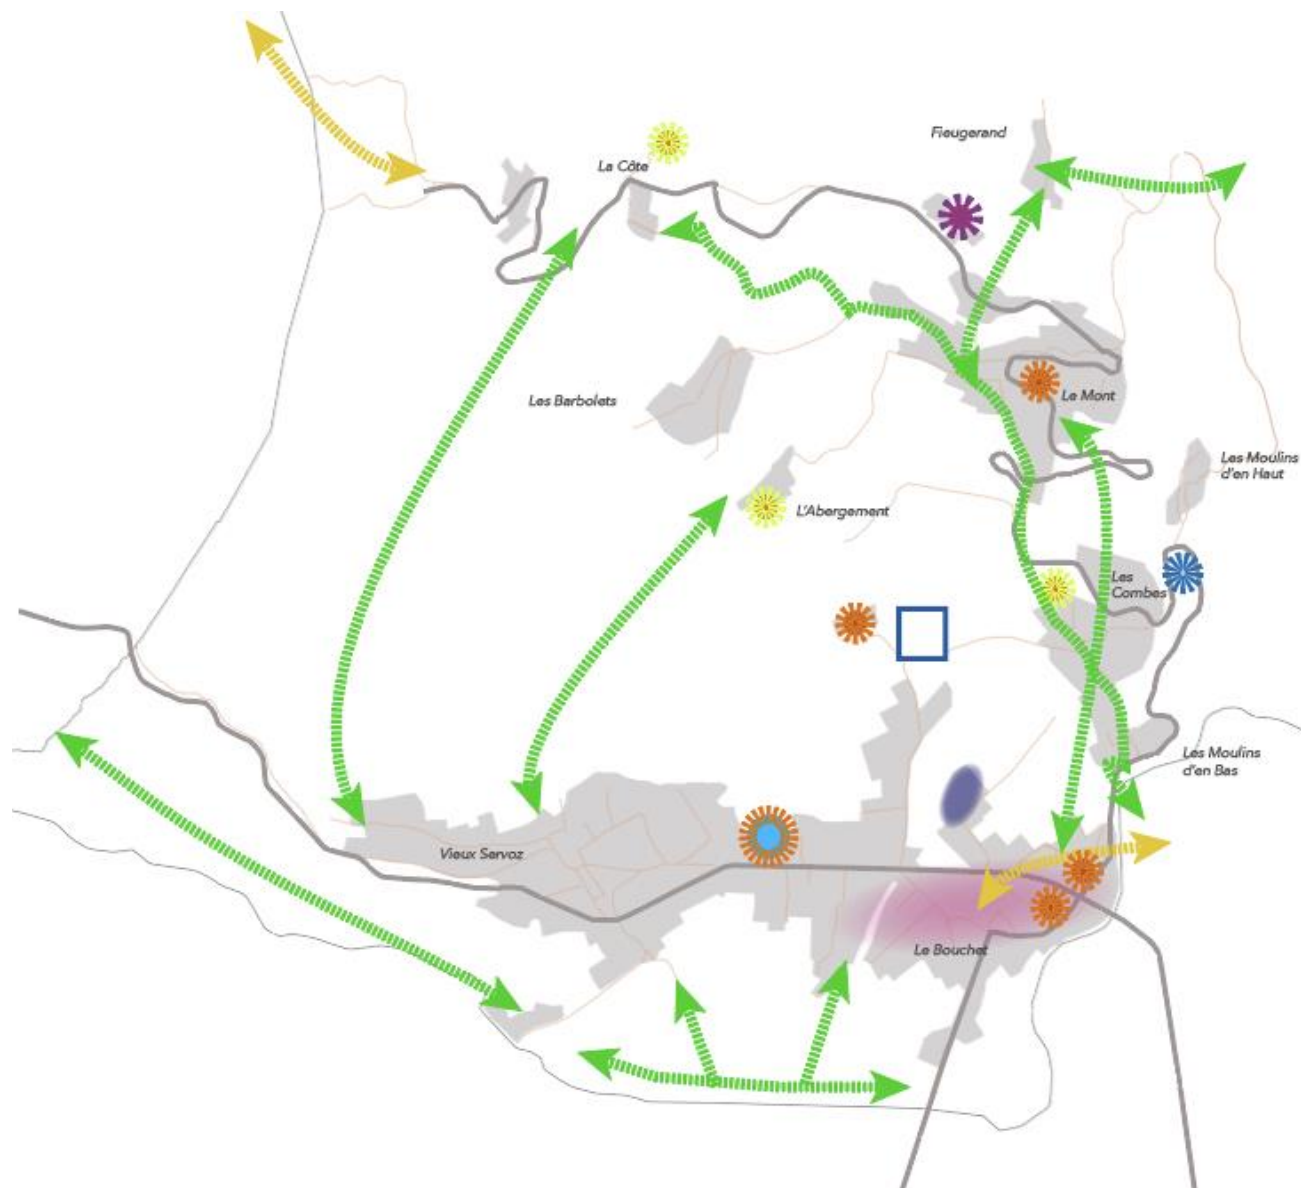 Fieugerand
La Côte
Le Mont
Les Barbolets
Les Moulins
d'en Haut
L'Abergement
Les
Combes
Les Moulins
d'en Bas
Vieux Servoz
Le Bouchet